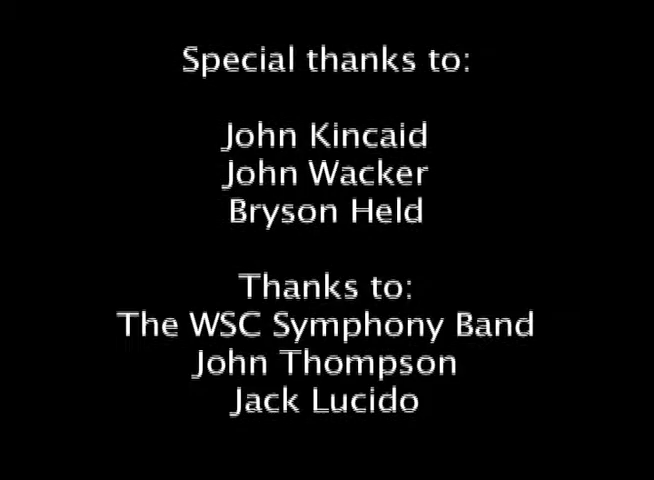 Special thanks to:
John Kincaid
John Wacker
Bryson Held
Thanks to:
The WSC Symphony Band
John Thompson
Jack Lucido